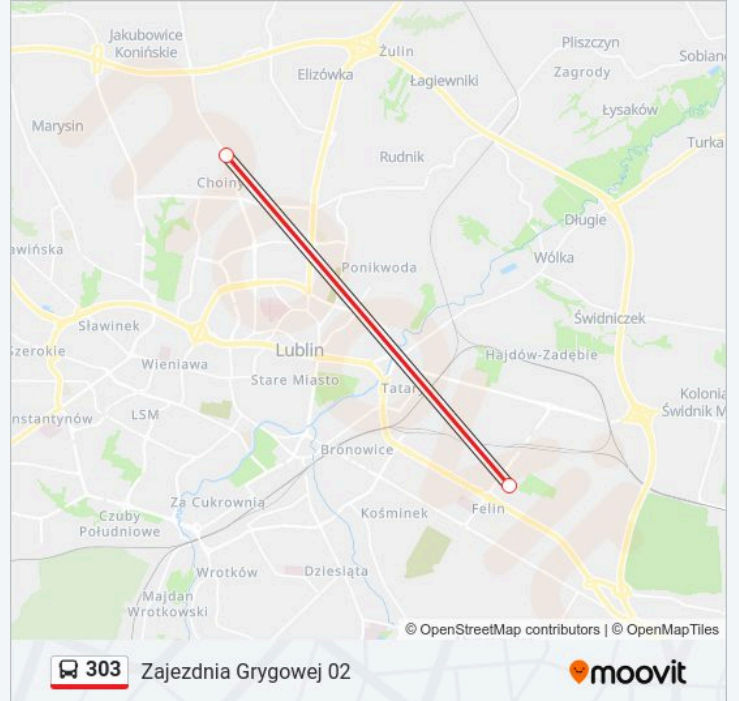 Jakubowice
Konińskie
Żulin
Pliszczyn
Elizówka
Zagrody
Łagiewniki
Łysaków
Marysin
Turka
Rudnik
Choiny
Długie
Wólka
Ponikwoda
awińska
Świdniczek
Sławinek
Lublin
zerokie
Hajdów-Zadębie
Wieniawa
Stare Miasto
Tatary
Kolonia
Świdnik M
nstantynów
LSM
Bronowice
Za Cukrownią
Felin
Kośminek
Czuby
Południowe
Wrotków
Dziesiąta
Majdan
Wrotkowski
© OpenStreetMap contributors | © OpenMapTiles
303 Zajezdnia Grygowej 02
moovit